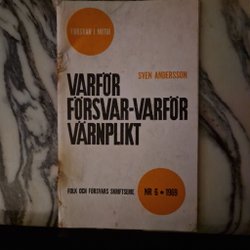 FÖRSVAR I MOTIV
SVEN ANDERSSON
VARFÖR
FÖRSVAR-VARFÖR
VÄRNPLIKT
FOLK OCH FÖRSVARS SKRIFTSERIE
NR 6 • 1969